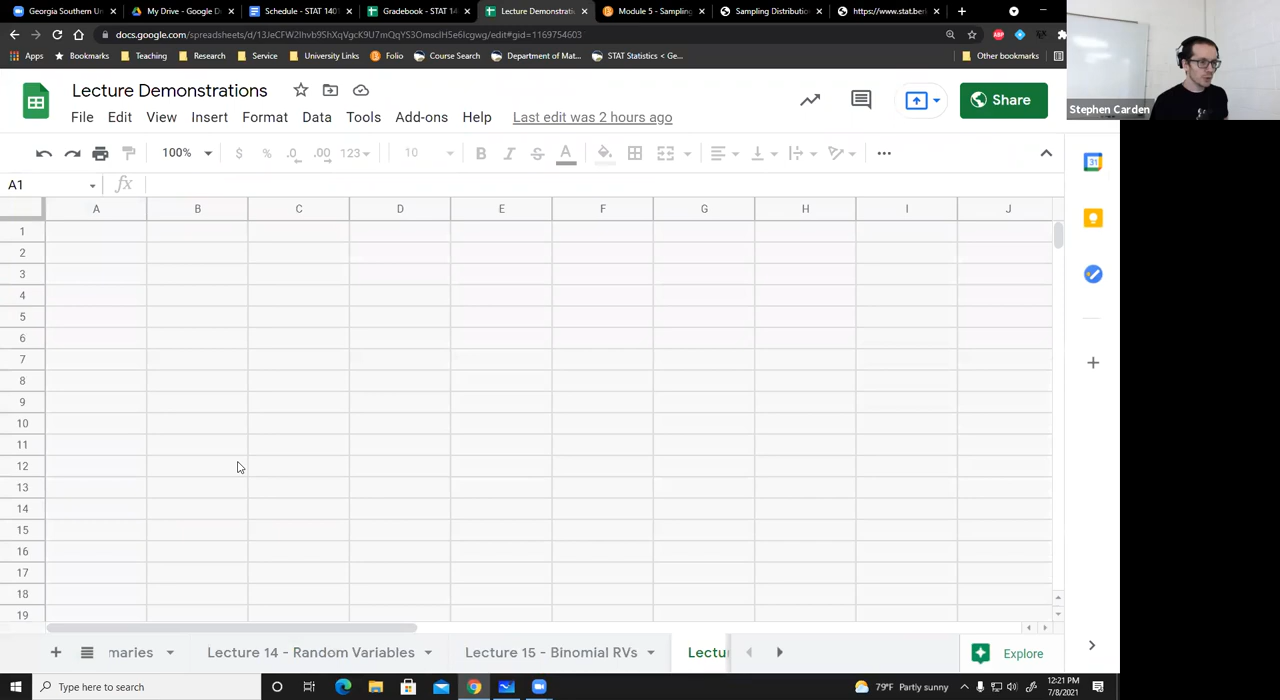 Georgia Southern Un
My Drive - Google D
Schedule - STAT 140
Gradebook - STAT 14
Lecture Demonstrati
Module 5 - Sampling
Sampling Distributio
https://www.stat.ber
docs.google.com/spreadsheets/d/13JeCFW2lhvb9ShXqVgcK9U7mQqYS3OmsclH5e6Icgwg/edit#gid=1169754603
Apps
Bookmarks
Teaching
Research
Service
University Links
Folio
Course Search
Department of Mat...
STAT Statistics < Ge...
Other bookmarks
Stephen Carden
Lecture Demonstrations
Share
File Edit View Insert Format Data Tools Add-ons Help Last edit was 2 hours ago
100% $ % .0 .00 123 10 B I S A
A1 fx
A B C D E F G H I J
1
2
3
4
5
6
7
8
9
10
11
12
13
14
15
16
17
18
19
+ maries Lecture 14 - Random Variables Lecture 15 - Binomial RVs Lectu Explore
Type here to search
79°F Partly sunny
12:21 PM
7/8/2021